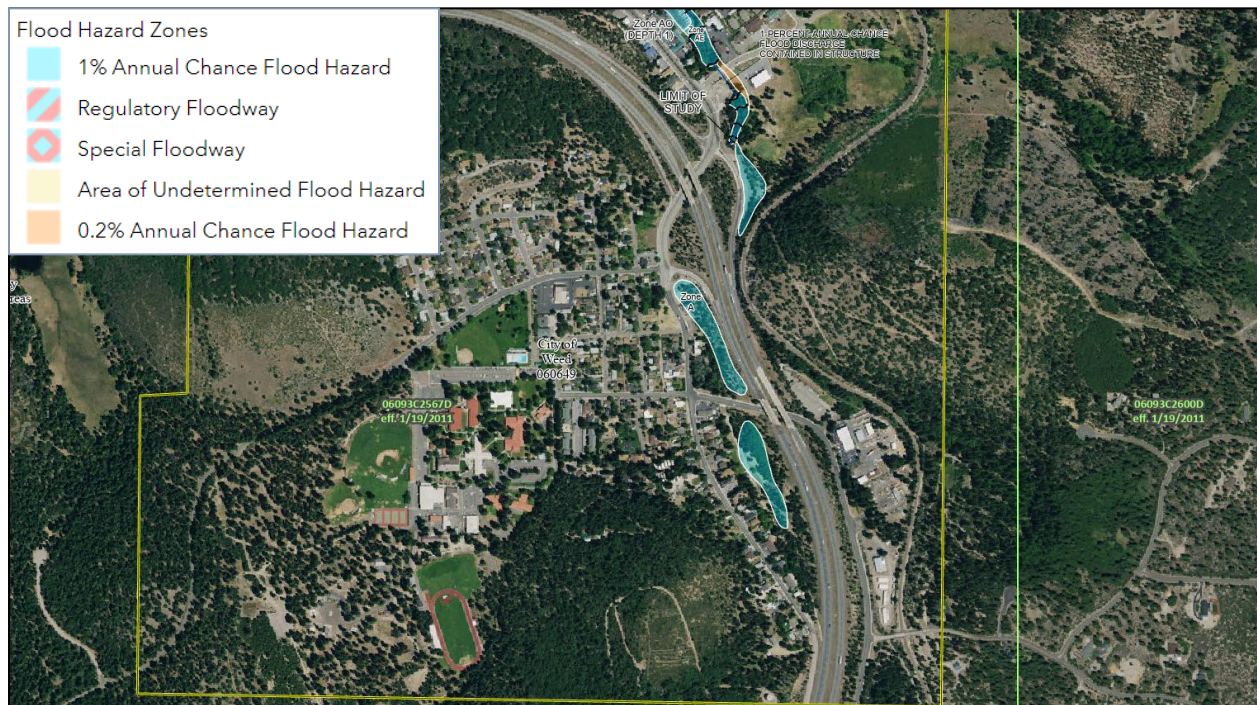 Flood Hazard Zones
1% Annual Chance Flood Hazard
Regulatory Floodway
Special Floodway
Area of Undetermined Flood Hazard
0.2% Annual Chance Flood Hazard
Zone AO
(DEPTH 1)
Zone
AE
1 PERCENT ANNUAL CHANCE
FLOOD DISCHARGE
CONTAINED IN STRUCTURE
LIMIT OF
STUDY
Zone
A
City of
Weed
060649
06093C2567D
eff. 1/19/2011
06093C2600D
eff. 1/19/2011